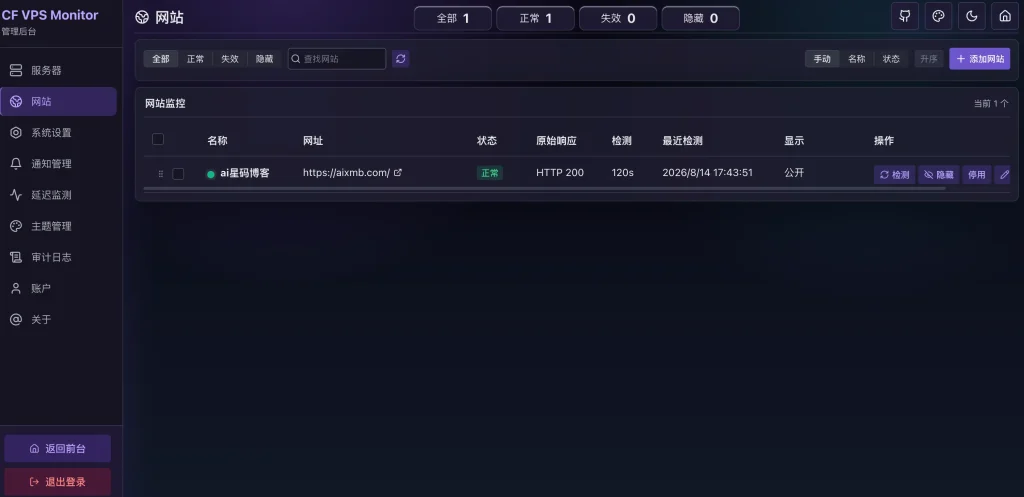 CF VPS Monitor
管理后台
服务器
网站
系统设置
通知管理
延迟监测
主题管理
审计日志
账户
关于
返回前台
退出登录
网站
全部 1
正常 1
失效 0
隐藏 0
全部 正常 失效 隐藏 查找网站
手动 名称 状态 升序 添加网站
网站监控
当前 1 个
名称 网址 状态 原始响应 检测 最近检测 显示 操作
ai星码博客 https://aixmb.com/ 正常 HTTP 200 120s 2026/8/14 17:43:51 公开 检测 隐藏 停用